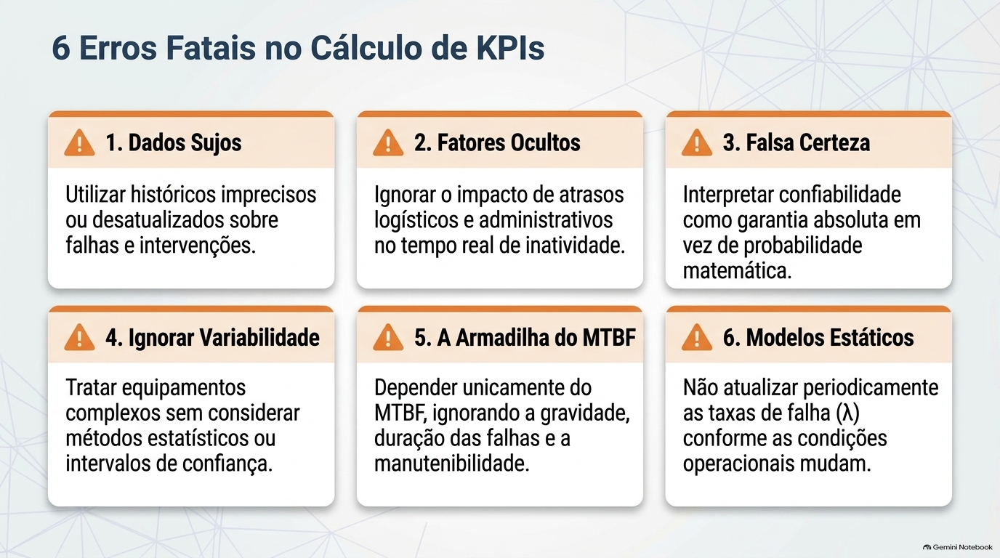 6 Erros Fatais no Cálculo de KPIs
1. Dados Sujos
Utilizar históricos imprecisos
ou desatualizados sobre
falhas e intervenções.
2. Fatores Ocultos
Ignorar o impacto de atrasos
logísticos e administrativos
no tempo real de inatividade.
3. Falsa Certeza
Interpretar confiabilidade
como garantia absoluta em
vez de probabilidade
matemática.
4. Ignorar Variabilidade
Tratar equipamentos
complexos sem considerar
métodos estatísticos ou
intervalos de confiança.
5. A Armadilha do MTBF
Depender unicamente do
MTBF, ignorando a gravidade,
duração das falhas e a
manutenibilidade.
6. Modelos Estáticos
Não atualizar periodicamente
as taxas de falha (λ)
conforme as condições
operacionais mudam.
Gemini Notebook